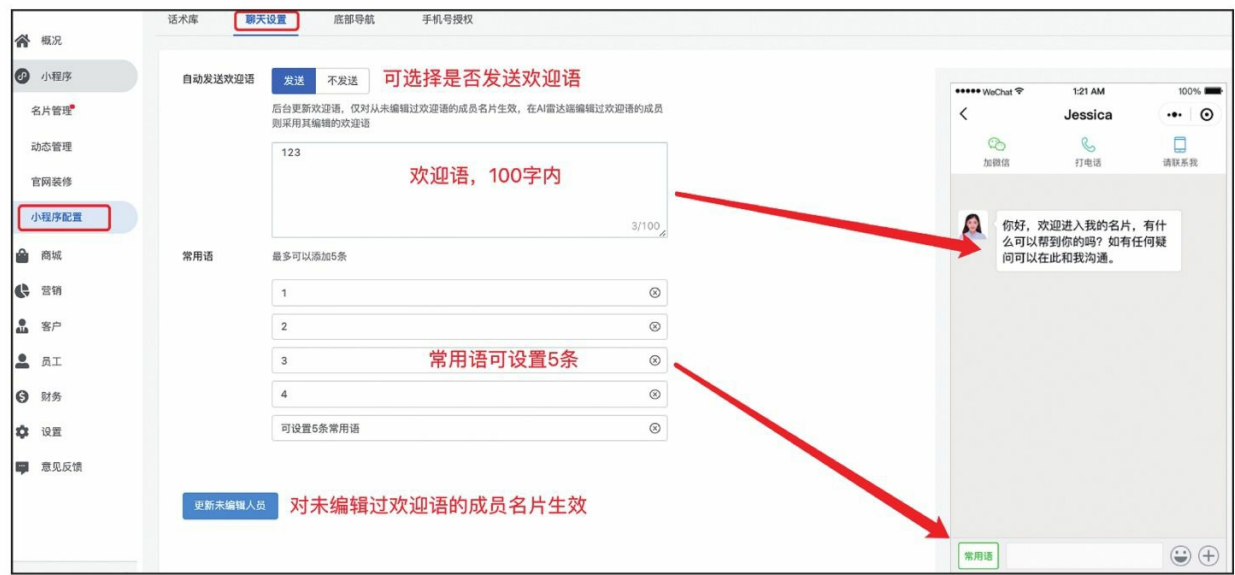 话术库 聊天设置 底部导航 手机号授权
概况
小程序
名片管理
动态管理
官网装修
小程序配置
商城
营销
客户
员工
财务
设置
意见反馈
自动发送欢迎语 发送 不发送 可选择是否发送欢迎语
后台更新欢迎语，仅对从未编辑过欢迎语的成员名片生效，在AI雷达端编辑过欢迎语的成员
则采用其编辑的欢迎语
123
欢迎语，100字内
3/100
常用语 最多可以添加5条
1
2
3 常用语可设置5条
4
可设置5条常用语
更新未编辑人员 对未编辑过欢迎语的成员名片生效
WeChat 1:21 AM 100%
Jessica
加微信 打电话 请联系我
你好，欢迎进入我的名片，有什
么可以帮到你的吗？如有任何疑
问可以在此和我沟通。
常用语